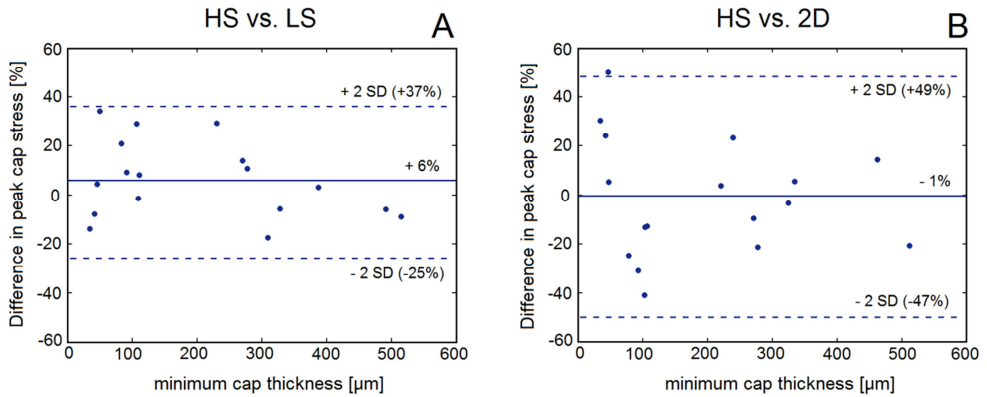 HS vs. LS
A
60
40
20
0
-20
-40
-60
Difference in peak cap stress [%]
+ 2 SD (+37%)
+ 6%
- 2 SD (-25%)
0 100 200 300 400 500 600
minimum cap thickness [µm]
HS vs. 2D
B
60
40
20
0
-20
-40
-60
Difference in peak cap stress [%]
+ 2 SD (+49%)
- 1%
- 2 SD (-47%)
0 100 200 300 400 500 600
minimum cap thickness [µm]